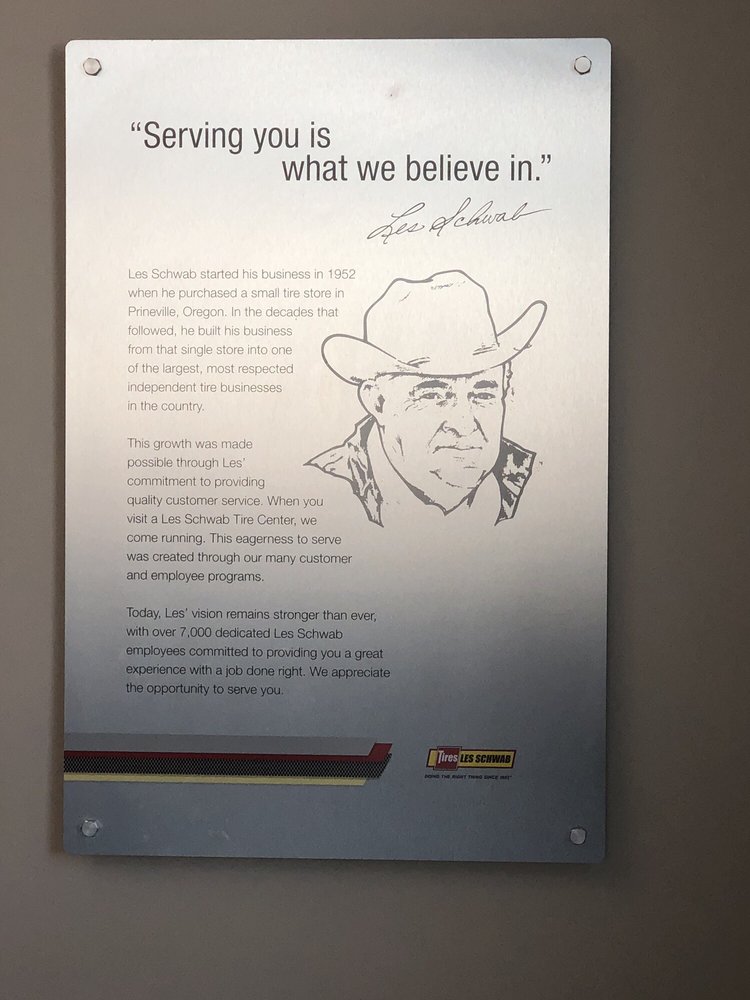 “Serving you is
what we believe in.”
Les Schwab
Les Schwab started his business in 1952
when he purchased a small tire store in
Prineville, Oregon. In the decades that
followed, he built his business
from that single store into one
of the largest, most respected
independent tire businesses
in the country.
This growth was made
possible through Les’
commitment to providing
quality customer service. When you
visit a Les Schwab Tire Center, we
come running. This eagerness to serve
was created through our many customer
and employee programs.
Today, Les’ vision remains stronger than ever,
with over 7,000 dedicated Les Schwab
employees committed to providing you a great
experience with a job done right. We appreciate
the opportunity to serve you.
Tires LES SCHWAB
DOING THE RIGHT THING SINCE 1952